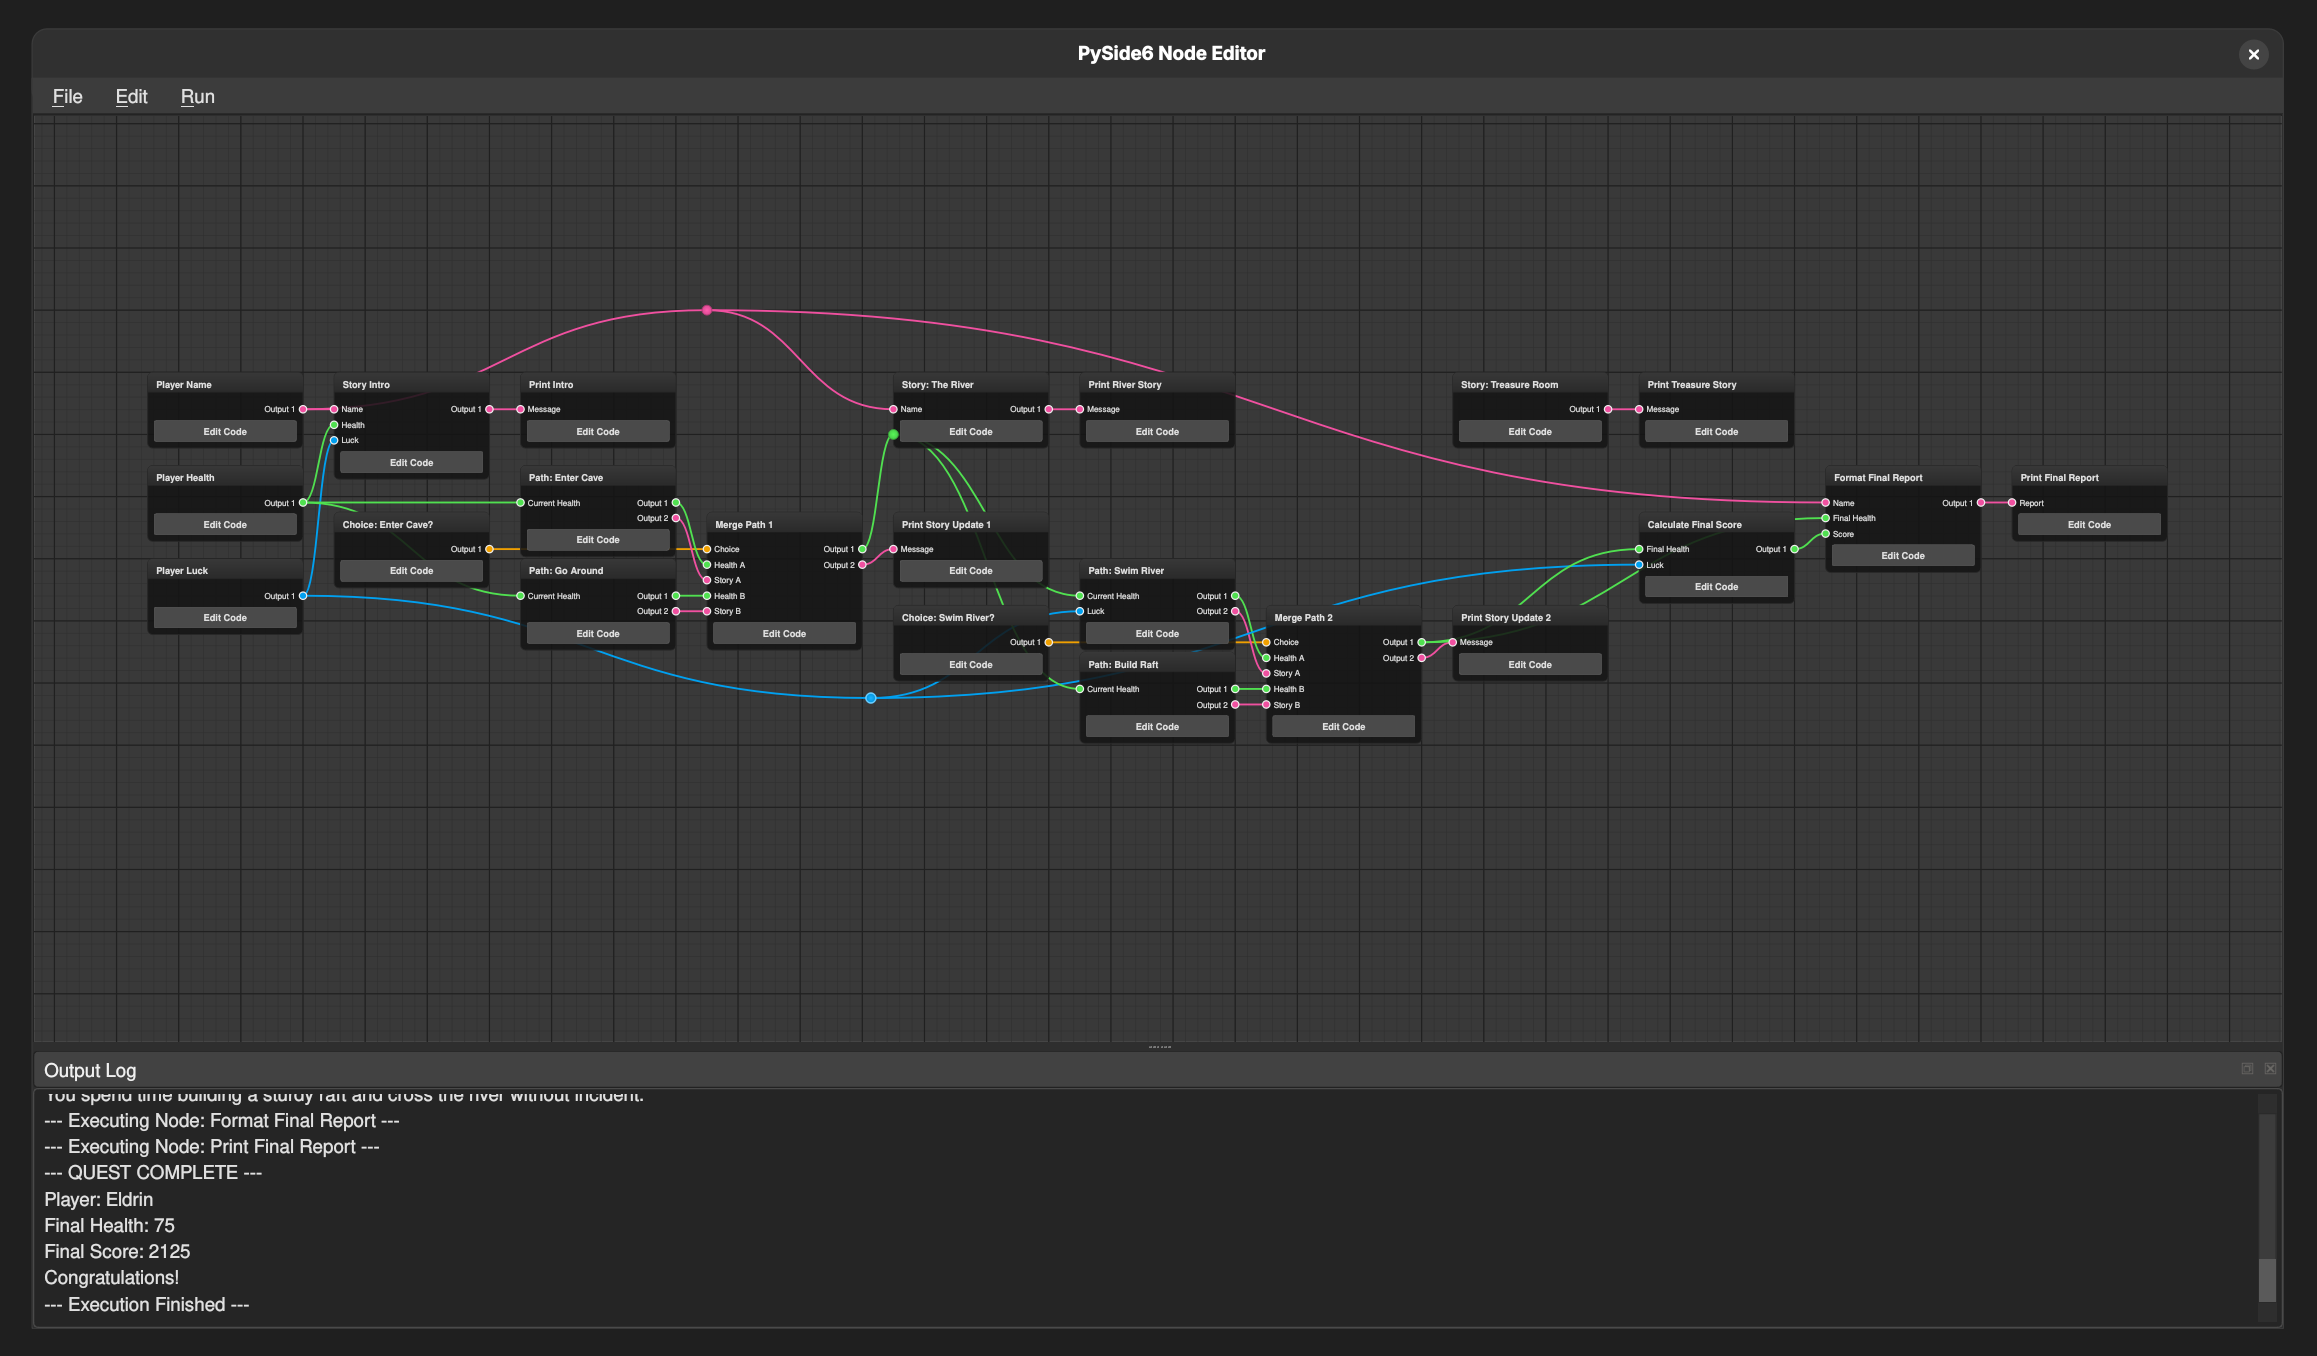 PySide6 Node Editor
File Edit Run
Player Name
Output 1
Edit Code
Player Health
Output 1
Edit Code
Player Luck
Output 1
Edit Code
Story Intro
Name Output 1
Health
Luck
Edit Code
Choice: Enter Cave?
Output 1
Edit Code
Print Intro
Message
Edit Code
Path: Enter Cave
Current Health Output 1
Output 2
Edit Code
Path: Go Around
Current Health Output 1
Output 2
Edit Code
Merge Path 1
Choice Output 1
Health A Output 2
Story A
Health B
Story B
Edit Code
Story: The River
Name Output 1
Edit Code
Print Story Update 1
Message
Edit Code
Choice: Swim River?
Output 1
Edit Code
Print River Story
Message
Edit Code
Path: Swim River
Current Health Output 1
Luck Output 2
Edit Code
Path: Build Raft
Current Health Output 1
Output 2
Edit Code
Merge Path 2
Choice Output 1
Health A Output 2
Story A
Health B
Story B
Edit Code
Story: Treasure Room
Output 1
Edit Code
Print Story Update 2
Message
Edit Code
Print Treasure Story
Message
Edit Code
Calculate Final Score
Final Health Output 1
Luck
Edit Code
Format Final Report
Name Output 1
Final Health
Score
Edit Code
Print Final Report
Report
Edit Code
Output Log
You spend time building a sturdy raft and cross the river without incident.
--- Executing Node: Format Final Report ---
--- Executing Node: Print Final Report ---
--- QUEST COMPLETE ---
Player: Eldrin
Final Health: 75
Final Score: 2125
Congratulations!
--- Execution Finished ---